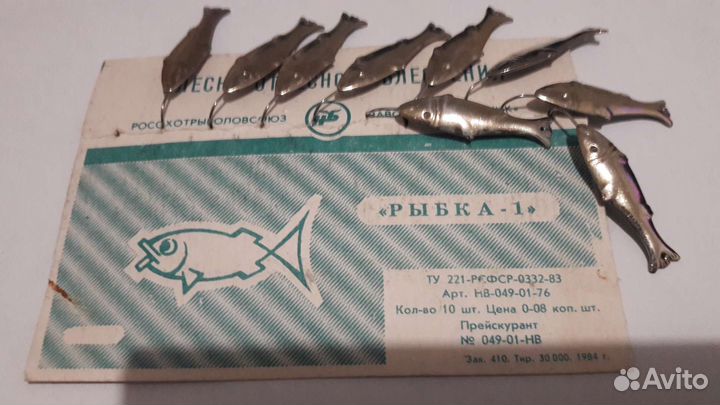 РОСОХОТРЫБОЛОВСОЮЗ
«РЫБКА-1»
ТУ 221-РСФСР-0332-83
Арт. НВ-049-01-76
Кол-во 10 шт. Цена 0-08 коп. шт.
Прейскурант
№ 049-01-НВ
Зак. 410. Тир. 30 000. 1984 г.
Avito